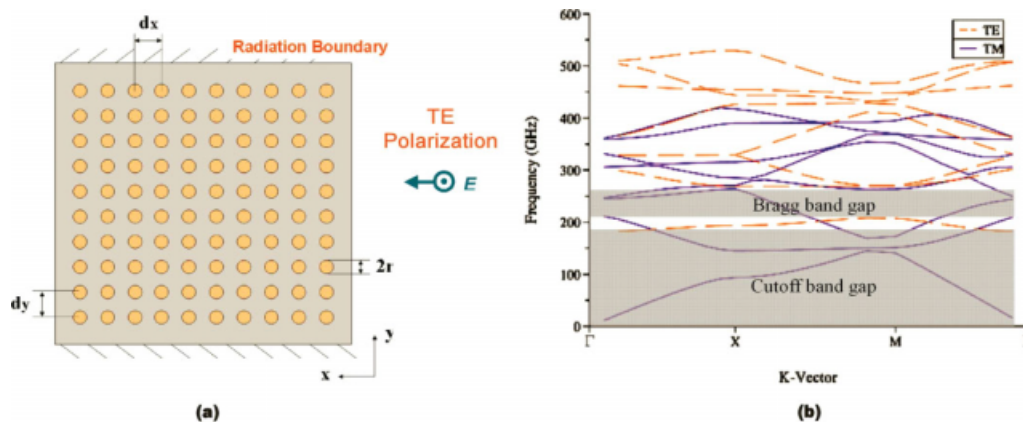 dx
Radiation Boundary
TE
Polarization
E
2r
dy
y
x
(a)
600
500
400
300
200
100
0
Frequency (GHz)
TE
TM
Bragg band gap
Cutoff band gap
Γ
X
M
K-Vector
(b)